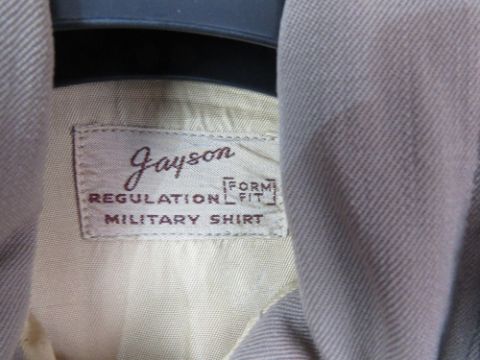 Jayson
REGULATION FORM FIT
MILITARY SHIRT